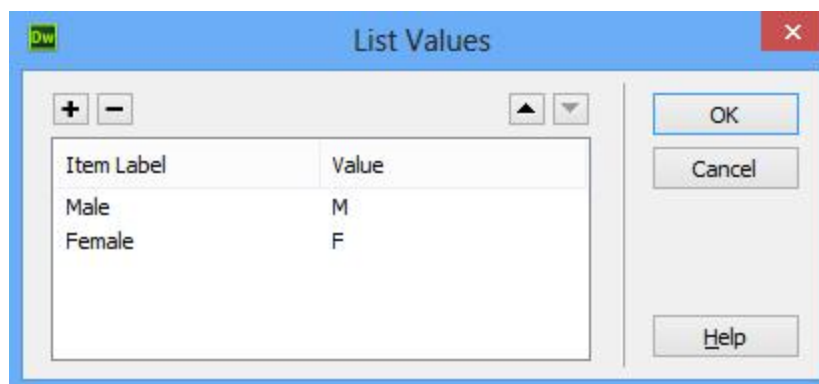 Dw List Values
OK
Item Label Value
Cancel
Male M
Female F
Help